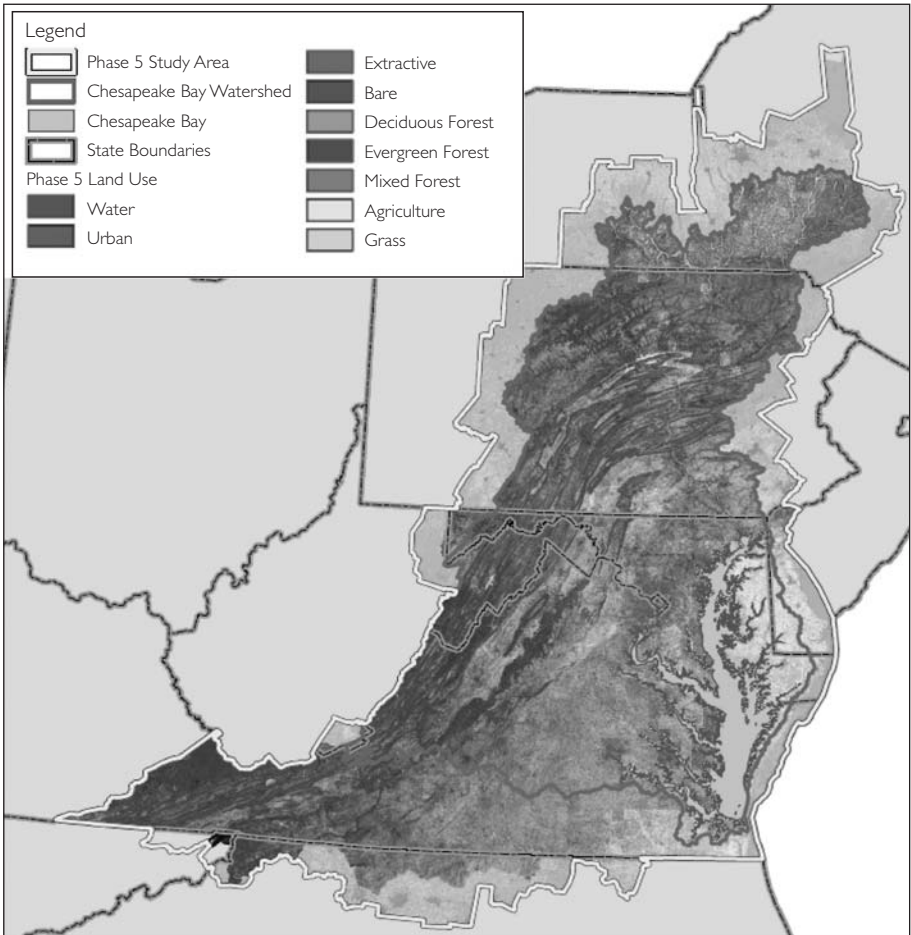 Legend
Phase 5 Study Area
Chesapeake Bay Watershed
Chesapeake Bay
State Boundaries
Phase 5 Land Use
Water
Urban
Extractive
Bare
Deciduous Forest
Evergreen Forest
Mixed Forest
Agriculture
Grass